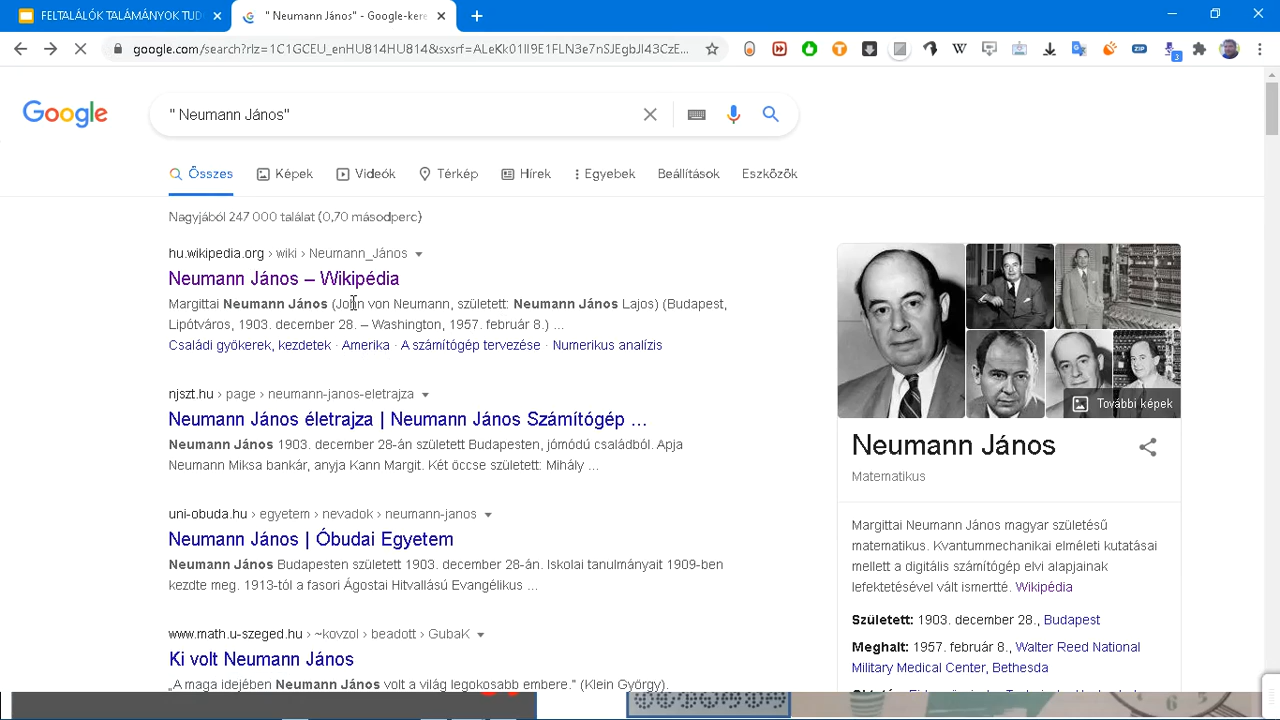 FELTALÁLÓK TALÁMÁNYOK TUD
" Neumann János" - Google-kere
google.com/search?rlz=1C1GCEU_enHU814HU814&sxsrf=ALeKk01II9E1FLN3e7nSJEgbJI43CzE...
ZIP
3
Google
" Neumann János"
Összes
Képek
Videók
Térkép
Hírek
Egyebek
Beállítások
Eszközök
Nagyjából 247 000 találat (0,70 másodperc)
hu.wikipedia.org › wiki › Neumann_János
Neumann János – Wikipédia
Margittai Neumann János (John von Neumann, született: Neumann János Lajos) (Budapest,
Lipótváros, 1903. december 28. – Washington, 1957. február 8.) ...
Családi gyökerek, kezdetek · Amerika · A számítógép tervezése · Numerikus analízis
njszt.hu › page › neumann-janos-eletrajza
Neumann János életrajza | Neumann János Számítógép ...
Neumann János 1903. december 28-án született Budapesten, jómódú családból. Apja
Neumann Miksa bankár, anyja Kann Margit. Két öccse született: Mihály ...
uni-obuda.hu › egyetem › nevadok › neumann-janos
Neumann János | Óbudai Egyetem
Neumann János Budapesten született 1903. december 28-án. Iskolai tanulmányait 1909-ben
kezdte meg. 1913-tól a fasori Ágostai Hitvallású Evangélikus ...
www.math.u-szeged.hu › ~kovzol › beadott › GubaK
Ki volt Neumann János
„A maga idejében Neumann János volt a világ legokosabb embere." (Klein György).
További képek
Neumann János
Matematikus
Margittai Neumann János magyar születésű
matematikus. Kvantummechanikai elméleti kutatásai
mellett a digitális számítógép elvi alapjainak
lefektetésével vált ismertté. Wikipédia
Született: 1903. december 28., Budapest
Meghalt: 1957. február 8., Walter Reed National
Military Medical Center, Bethesda